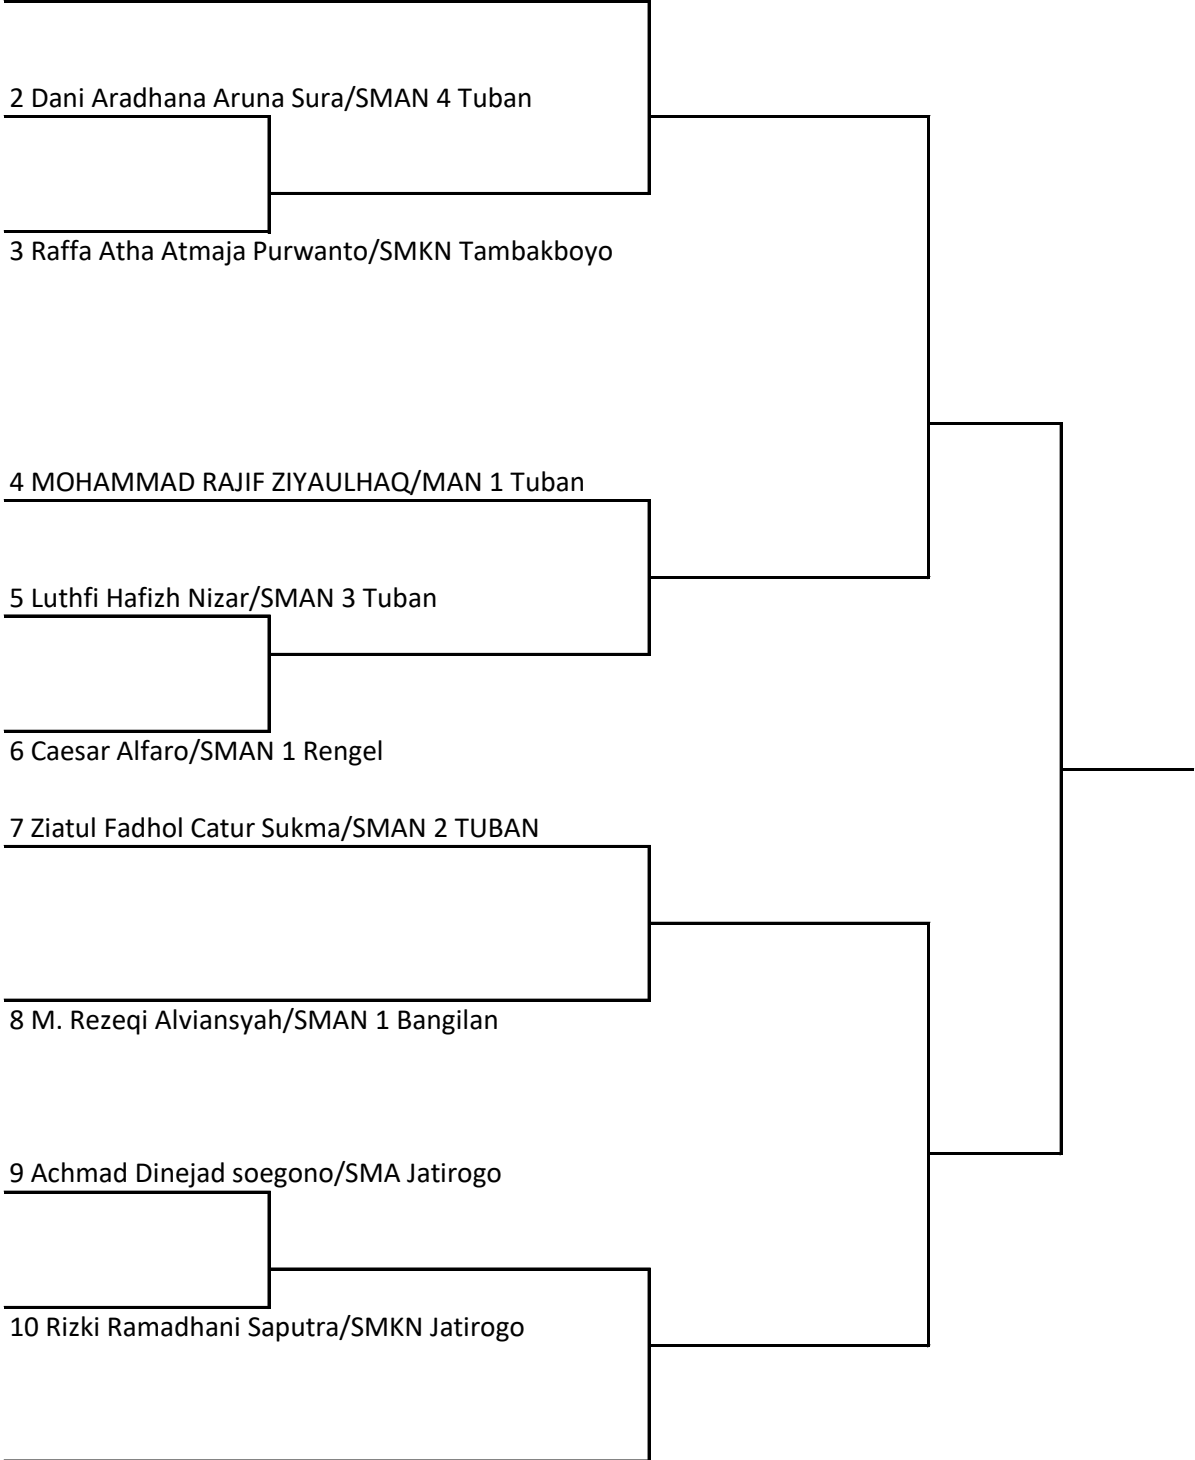 2 Dani Aradhana Aruna Sura/SMAN 4 Tuban
3 Raffa Atha Atmaja Purwanto/SMKN Tambakboyo
4 MOHAMMAD RAJIF ZIYAULHAQ/MAN 1 Tuban
5 Luthfi Hafizh Nizar/SMAN 3 Tuban
6 Caesar Alfaro/SMAN 1 Rengel
7 Ziatul Fadhol Catur Sukma/SMAN 2 TUBAN
8 M. Rezeqi Alviansyah/SMAN 1 Bangilan
9 Achmad Dinejad soegono/SMA Jatirogo
10 Rizki Ramadhani Saputra/SMKN Jatirogo